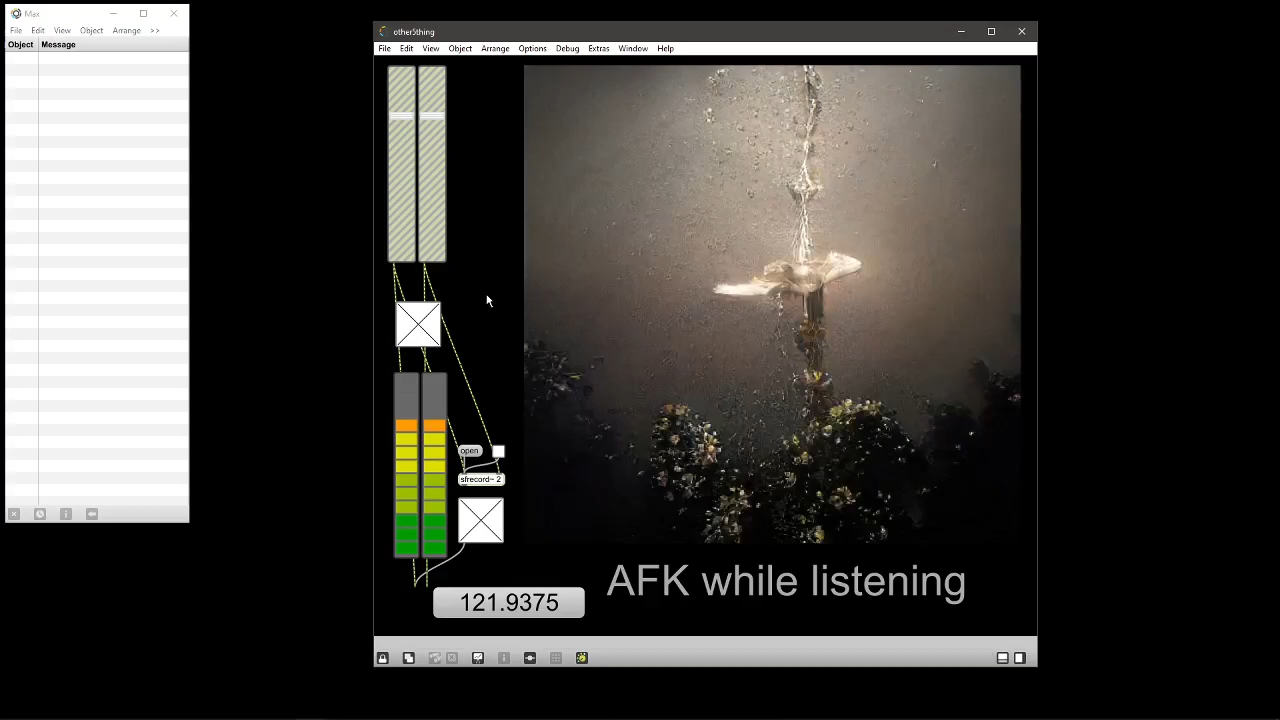 Max
File Edit View Object Arrange >>
Object Message
other5thing
File Edit View Object Arrange Options Debug Extras Window Help
open
sfrecord~ 2
AFK while listening
121.9375